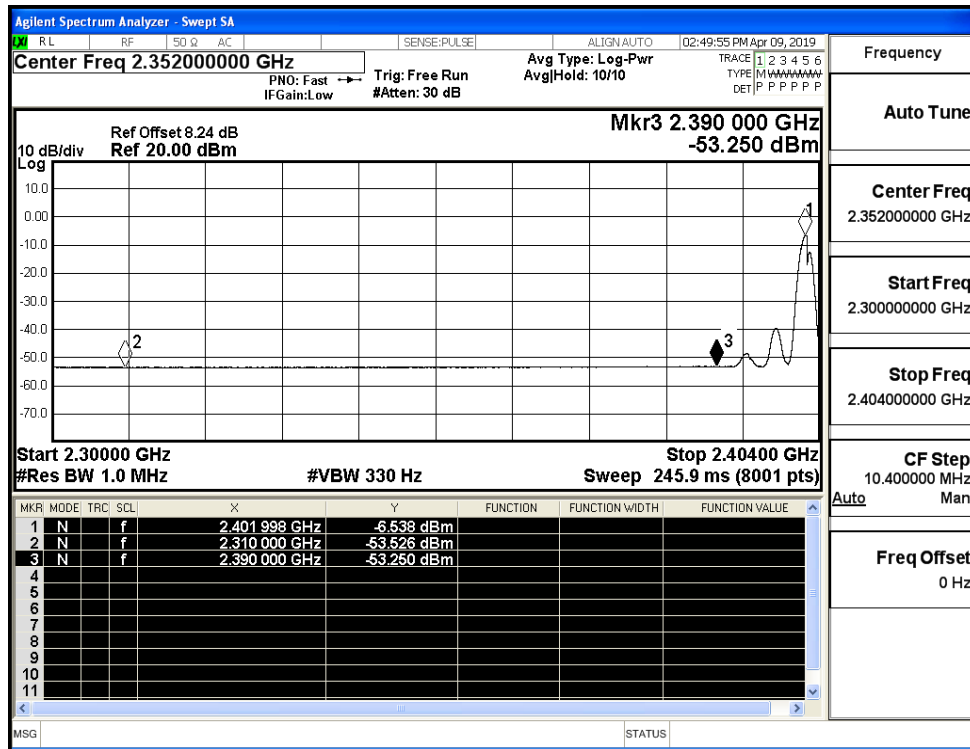 Agilent Spectrum Analyzer - Swept SA
LXI RL RF 50 Ω AC SENSE:PULSE ALIGN AUTO 02:49:55 PM Apr 09, 2019
Center Freq 2.352000000 GHz
PNO: Fast
IFGain:Low
Trig: Free Run
#Atten: 30 dB
Avg Type: Log-Pwr
Avg|Hold: 10/10
TRACE 1 2 3 4 5 6
TYPE M W W W W W
DET P P P P P P
Ref Offset 8.24 dB
10 dB/div Ref 20.00 dBm
Log
Mkr3 2.390 000 GHz
-53.250 dBm
10.0
0.00
-10.0
-20.0
-30.0
-40.0
-50.0
-60.0
-70.0
1
2
3
Start 2.30000 GHz Stop 2.40400 GHz
#Res BW 1.0 MHz #VBW 330 Hz Sweep 245.9 ms (8001 pts)
MKR MODE TRC SCL X Y FUNCTION FUNCTION WIDTH FUNCTION VALUE
1 N f 2.401 998 GHz -6.538 dBm
2 N f 2.310 000 GHz -53.526 dBm
3 N f 2.390 000 GHz -53.250 dBm
4
5
6
7
8
9
10
11
MSG STATUS
Frequency
Auto Tune
Center Freq
2.352000000 GHz
Start Freq
2.300000000 GHz
Stop Freq
2.404000000 GHz
CF Step
10.400000 MHz
Auto Man
Freq Offset
0 Hz